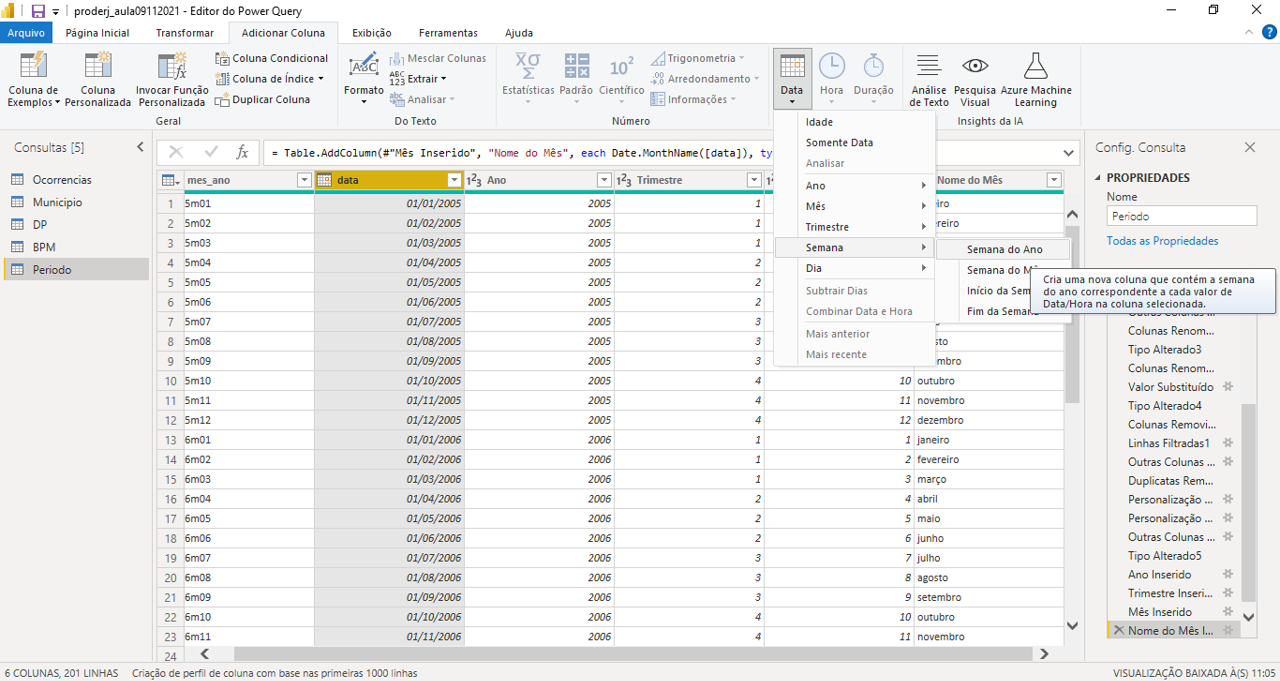 proderj_aula09112021 - Editor do Power Query
Arquivo Página Inicial Transformar Adicionar Coluna Exibição Ferramentas Ajuda
Coluna de Exemplos
Coluna Personalizada
Invocar Função Personalizada
Coluna Condicional
Coluna de Índice
Duplicar Coluna
Geral
Formato
Mesclar Colunas
Extrair
Analisar
Do Texto
Estatísticas
Padrão
Científico
Trigonometria
Arredondamento
Informações
Número
Data
Hora
Duração
Análise de Texto
Pesquisa Visual
Azure Machine Learning
Insights da IA
Consultas [5]
Ocorrencias
Municipio
DP
BPM
Periodo
= Table.AddColumn(#"Mês Inserido", "Nome do Mês", each Date.MonthName([data]), ty
Idade
Somente Data
Analisar
Ano
Mês
Trimestre
Semana
Dia
Subtrair Dias
Combinar Data e Hora
Mais anterior
Mais recente
Semana do Ano
Semana do M
Início da Sem
Fim da Semana
Cria uma nova coluna que contém a semana
do ano correspondente a cada valor de
Data/Hora na coluna selecionada.
mes_ano data Ano Trimestre Nome do Mês
1 5m01 01/01/2005 2005 1 eiro
2 5m02 01/02/2005 2005 1 ereiro
3 5m03 01/03/2005 2005 1
4 5m04 01/04/2005 2005 2
5 5m05 01/05/2005 2005 2
6 5m06 01/06/2005 2005 2
7 5m07 01/07/2005 2005 3
8 5m08 01/08/2005 2005 3 sto
9 5m09 01/09/2005 2005 3 mbro
10 5m10 01/10/2005 2005 4 10 outubro
11 5m11 01/11/2005 2005 4 11 novembro
12 5m12 01/12/2005 2005 4 12 dezembro
13 6m01 01/01/2006 2006 1 1 janeiro
14 6m02 01/02/2006 2006 1 2 fevereiro
15 6m03 01/03/2006 2006 1 3 março
16 6m04 01/04/2006 2006 2 4 abril
17 6m05 01/05/2006 2006 2 5 maio
18 6m06 01/06/2006 2006 2 6 junho
19 6m07 01/07/2006 2006 3 7 julho
20 6m08 01/08/2006 2006 3 8 agosto
21 6m09 01/09/2006 2006 3 9 setembro
22 6m10 01/10/2006 2006 4 10 outubro
23 6m11 01/11/2006 2006 4 11 novembro
24
Config. Consulta
PROPRIEDADES
Nome
Periodo
Todas as Propriedades
Outras Colunas ...
Colunas Renom...
Tipo Alterado3
Colunas Renom...
Valor Substituído
Tipo Alterado4
Colunas Removi...
Linhas Filtradas1
Outras Colunas ...
Duplicatas Rem...
Personalização ...
Personalização ...
Outras Colunas ...
Tipo Alterado5
Ano Inserido
Trimestre Inseri...
Mês Inserido
Nome do Mês I...
6 COLUNAS, 201 LINHAS Criação de perfil de coluna com base nas primeiras 1000 linhas VISUALIZAÇÃO BAIXADA À(S) 11:05